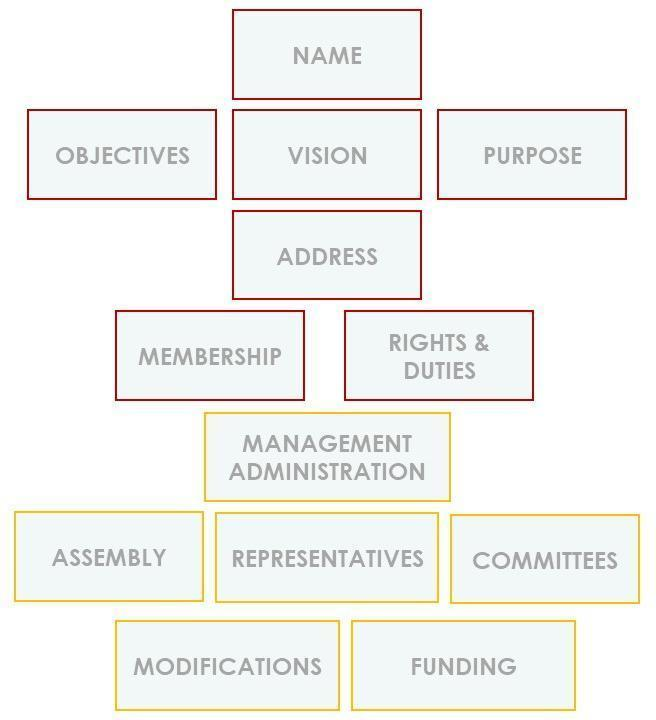 NAME
OBJECTIVES
VISION
PURPOSE
ADDRESS
MEMBERSHIP
RIGHTS &
DUTIES
MANAGEMENT
ADMINISTRATION
ASSEMBLY
REPRESENTATIVES
COMMITTEES
MODIFICATIONS
FUNDING